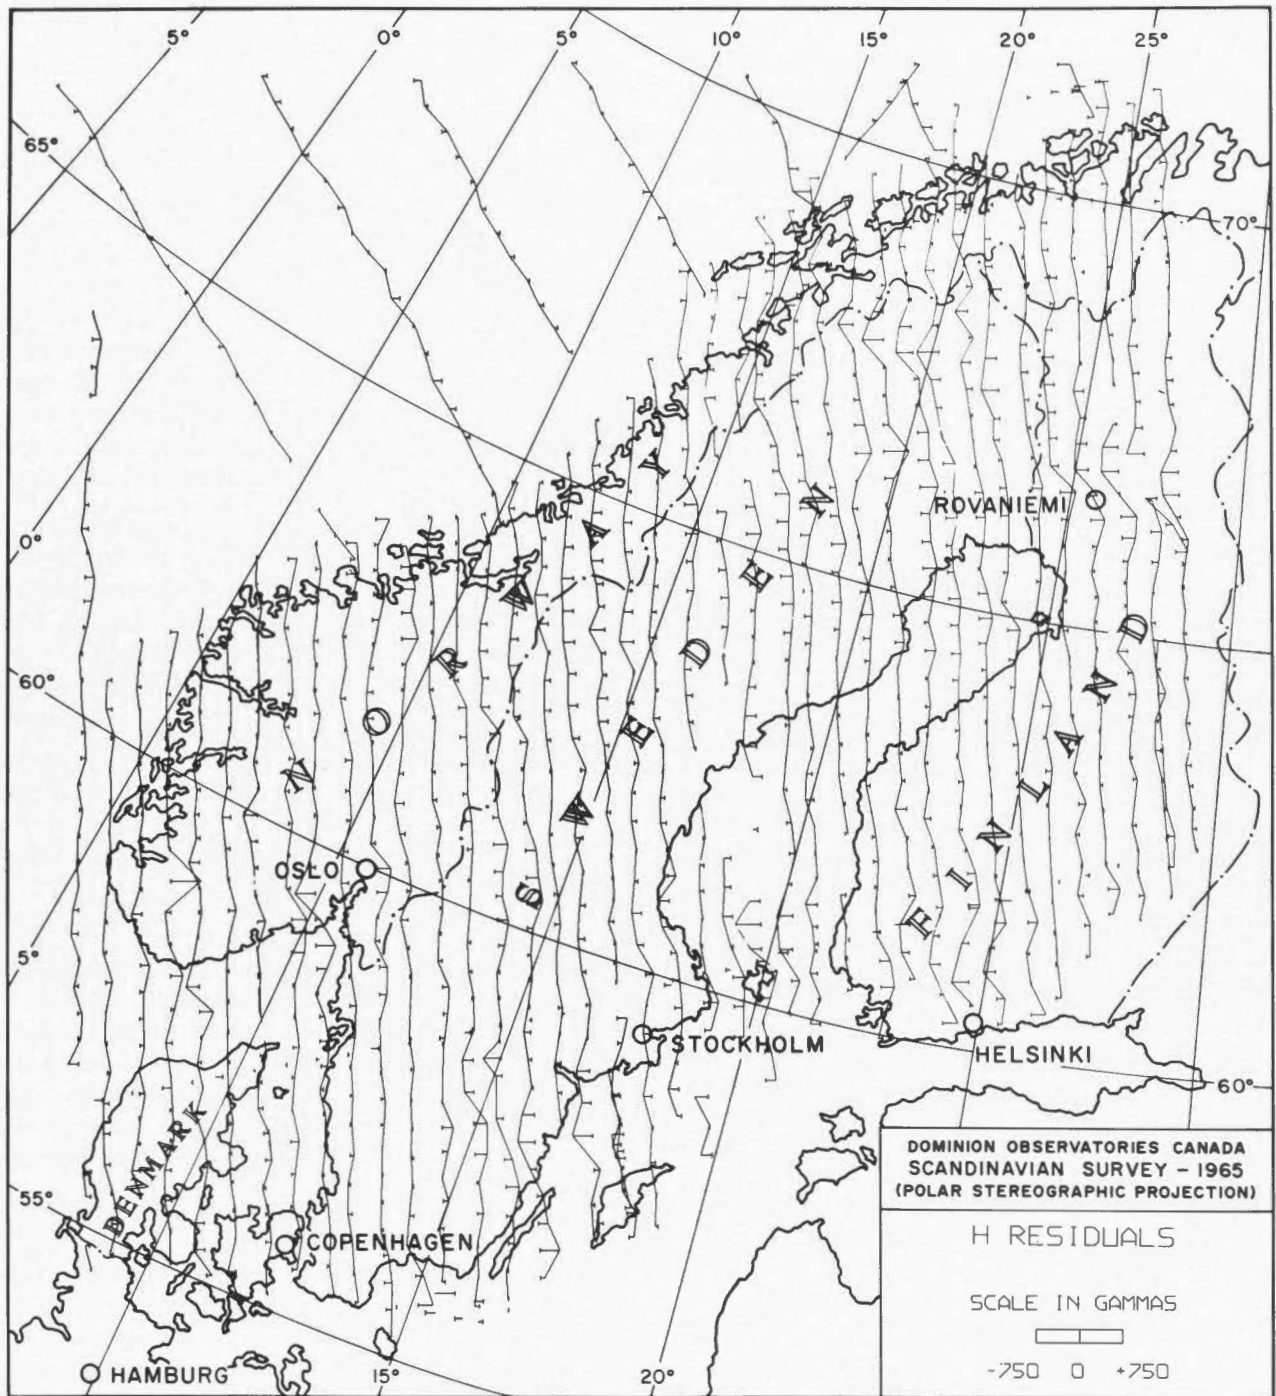 5° 0° 5° 10° 15° 20° 25°
65°
70°
NORWAY
SWEDEN
FINLAND
ROVANIEMI
0°
60°
OSLO
5°
STOCKHOLM
HELSINKI
60°
DENMARK
55°
COPENHAGEN
HAMBURG
15°
20°
DOMINION OBSERVATORIES CANADA
SCANDINAVIAN SURVEY - 1965
(POLAR STEREOGRAPHIC PROJECTION)
H RESIDUALS
SCALE IN GAMMAS
-750 0 +750